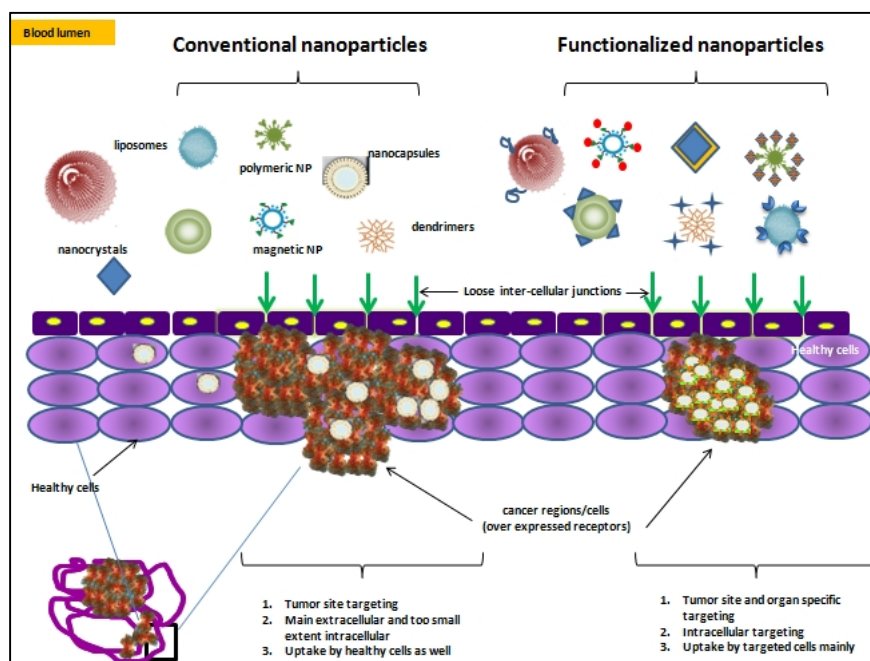 Blood lumen
Conventional nanoparticles
Functionalized nanoparticles
liposomes
polymeric NP
nanocapsules
nanocrystals
magnetic NP
dendrimers
Loose inter-cellular junctions
Healthy cells
Healthy cells
cancer regions/cells
(over expressed receptors)
1. Tumor site targeting
2. Main extracellular and too small
extent intracellular
3. Uptake by healthy cells as well
1. Tumor site and organ specific
targeting
2. Intracellular targeting
3. Uptake by targeted cells mainly